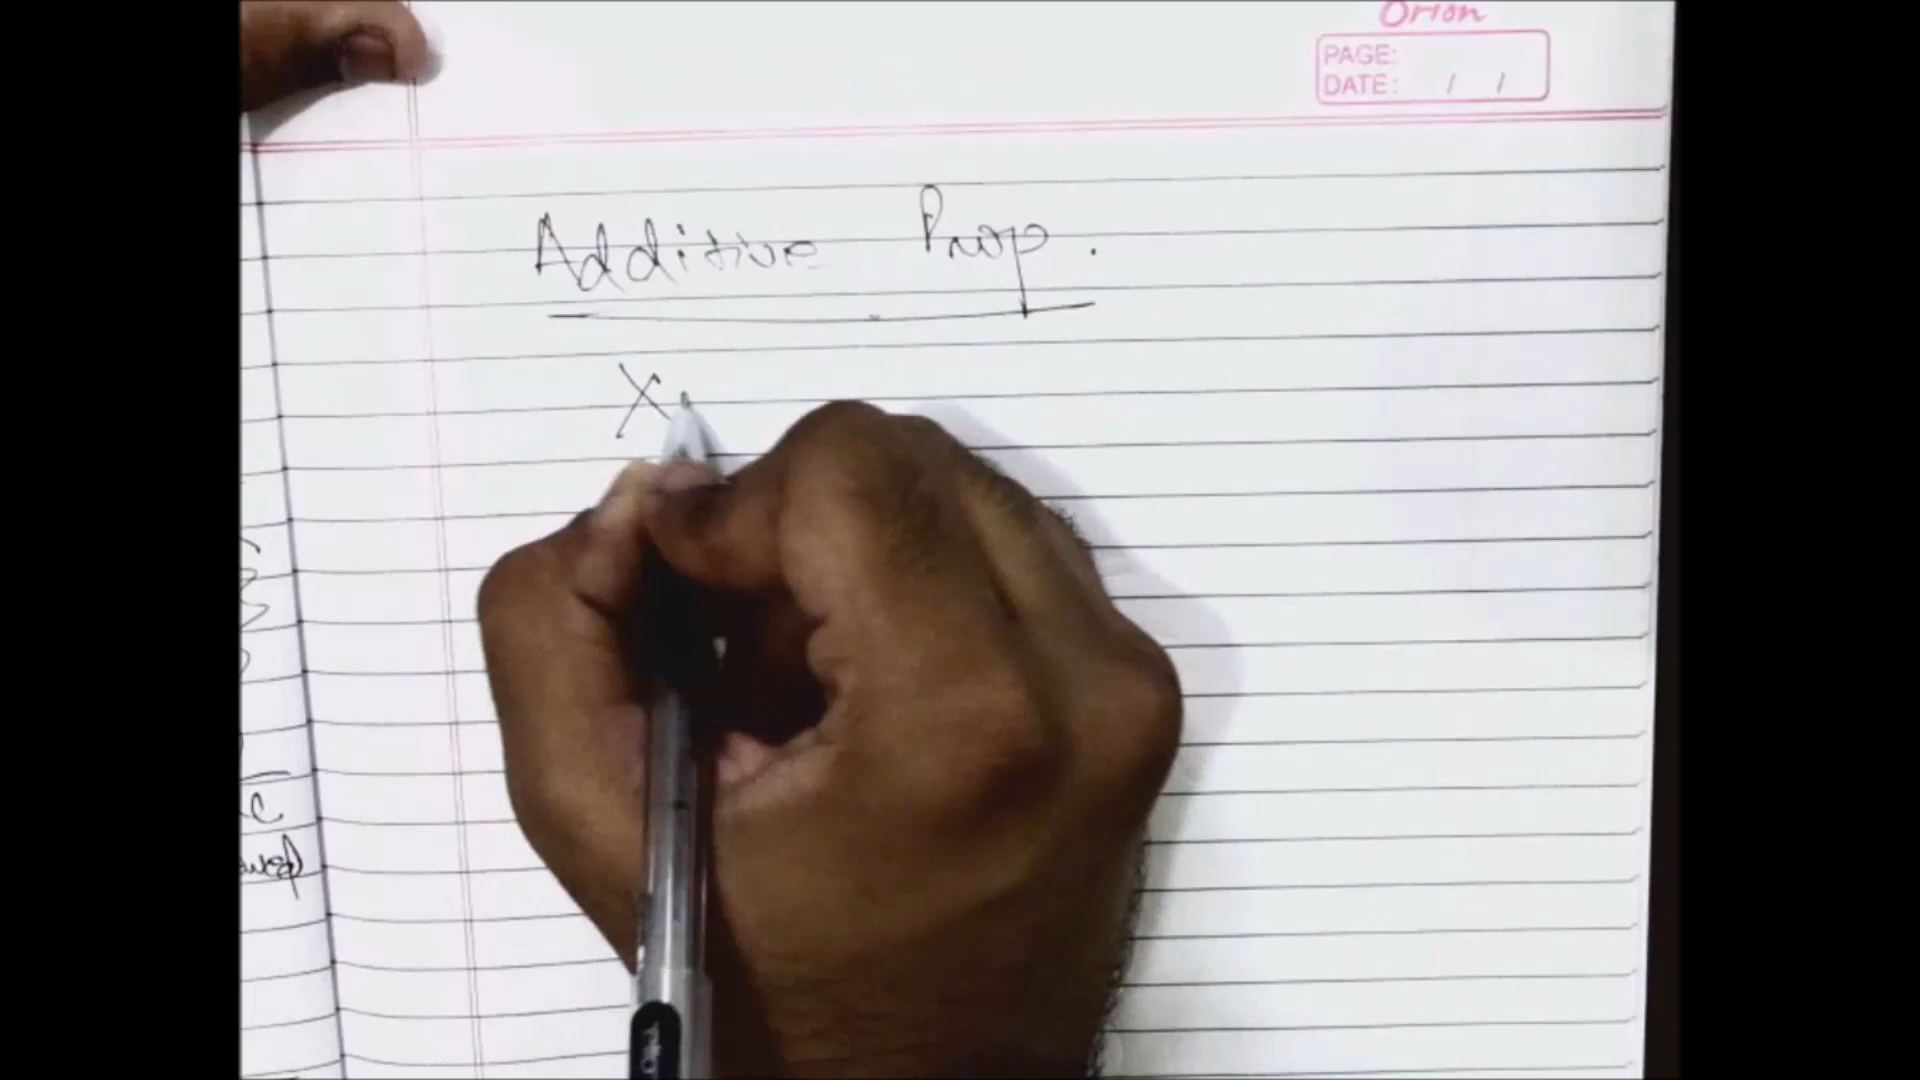 Orion
PAGE:
DATE: / /
Additive Prop.
X
C